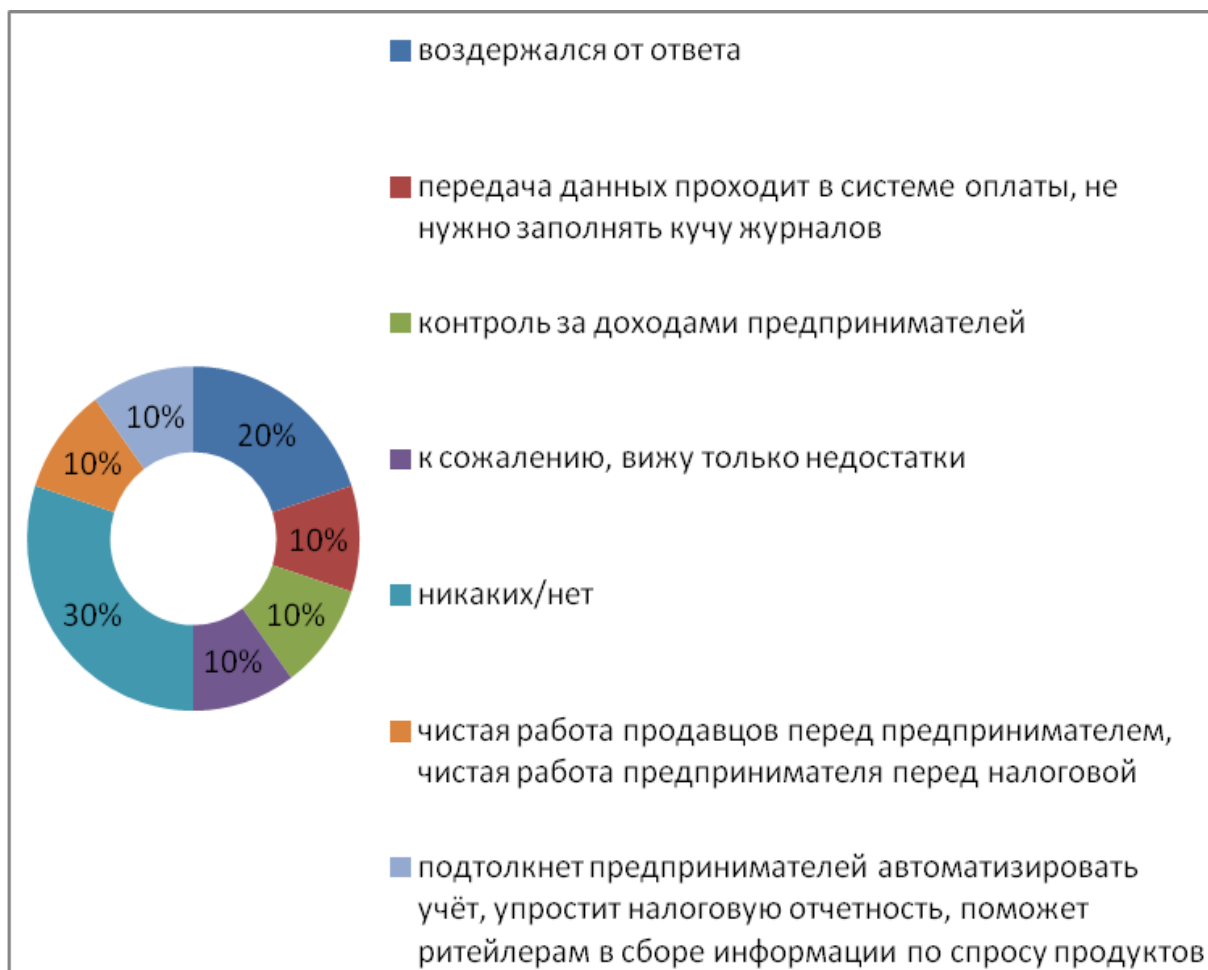 воздержался от ответа
передача данных проходит в системе оплаты, не
нужно заполнять кучу журналов
контроль за доходами предпринимателей
к сожалению, вижу только недостатки
никаких/нет
чистая работа продавцов перед предпринимателем,
чистая работа предпринимателя перед налоговой
подтолкнет предпринимателей автоматизировать
учёт, упростит налоговую отчетность, поможет
ритейлерам в сборе информации по спросу продуктов
10%
20%
10%
10%
30%
10%
10%